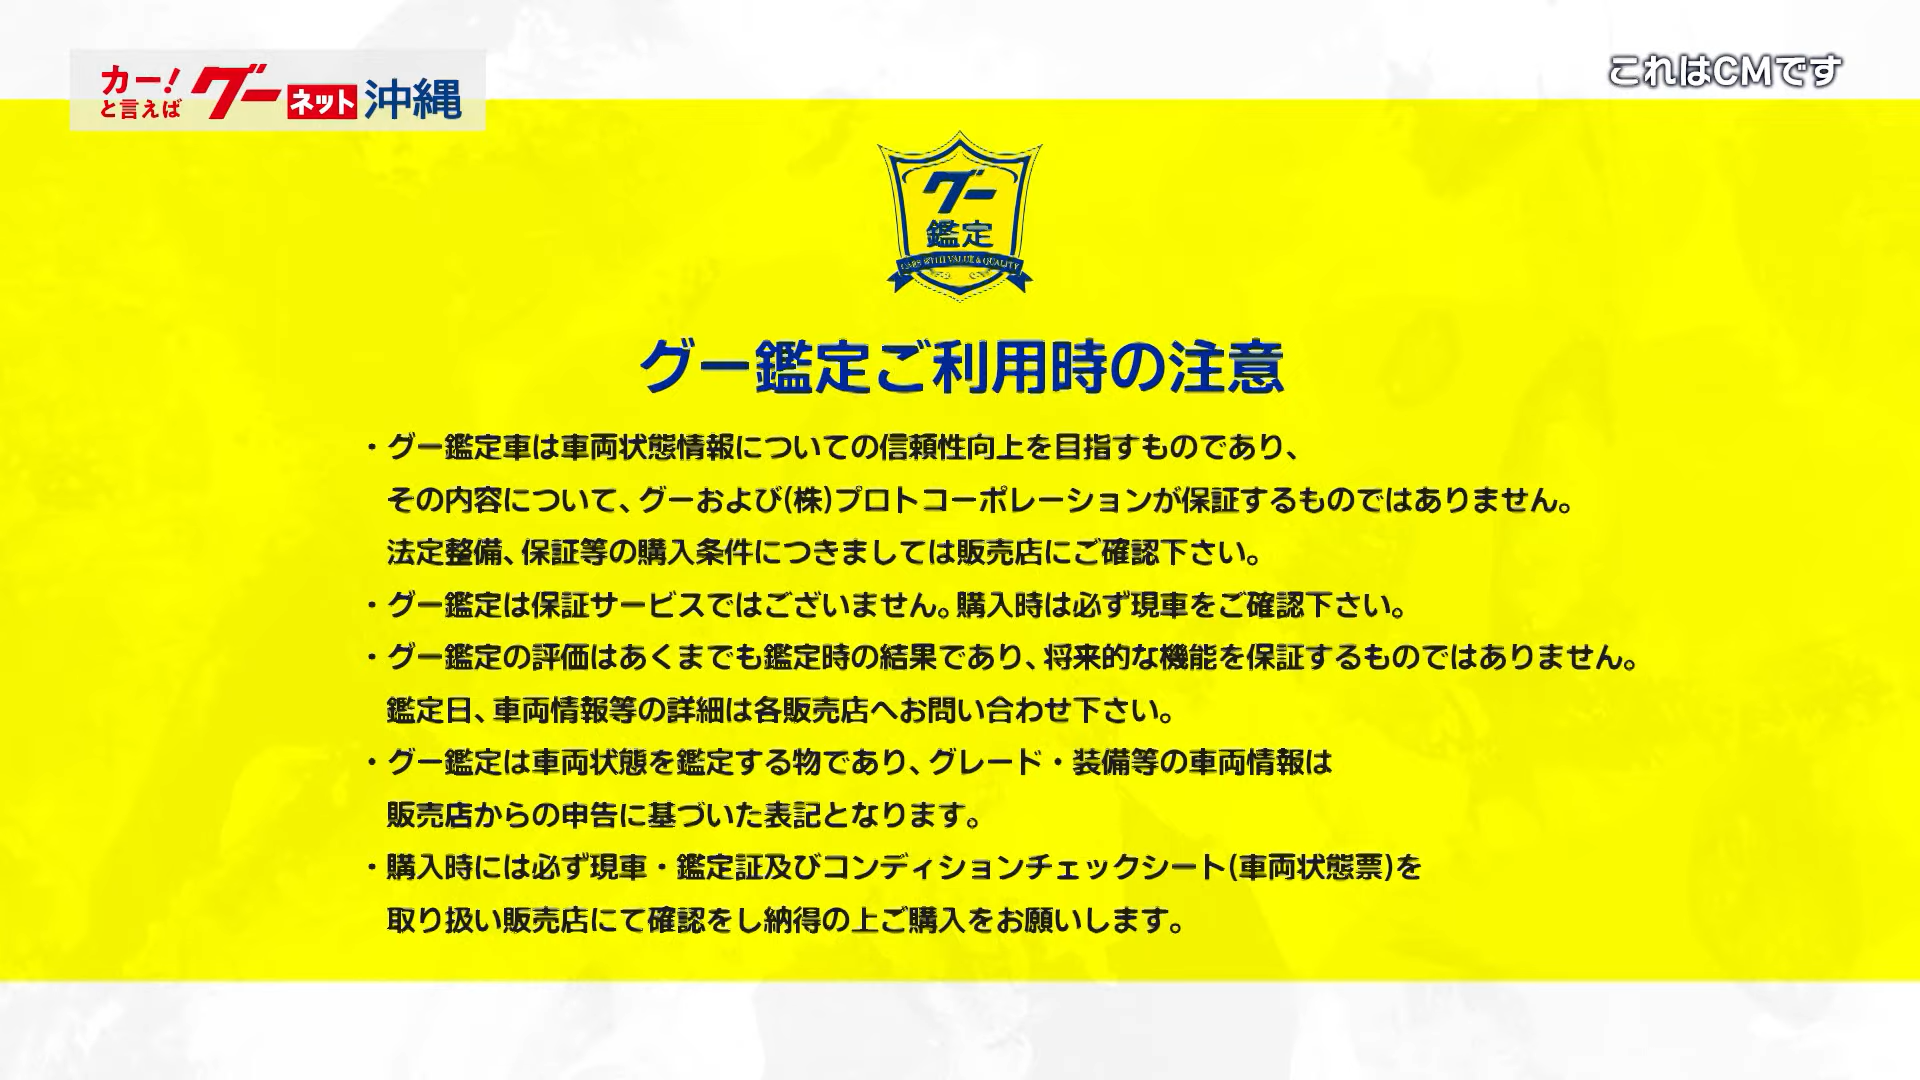 カー!
と言えば
グーネット沖縄
これはCMです
グー
鑑定
CARS WITH VALUE & QUALITY
グー鑑定ご利用時の注意
・グー鑑定車は車両状態情報についての信頼性向上を目指すものであり、
その内容について、グーおよび(株)プロトコーポレーションが保証するものではありません。
法定整備、保証等の購入条件につきましては販売店にご確認下さい。
・グー鑑定は保証サービスではございません。購入時は必ず現車をご確認下さい。
・グー鑑定の評価はあくまでも鑑定時の結果であり、将来的な機能を保証するものではありません。
鑑定日、車両情報等の詳細は各販売店へお問い合わせ下さい。
・グー鑑定は車両状態を鑑定する物であり、グレード・装備等の車両情報は
販売店からの申告に基づいた表記となります。
・購入時には必ず現車・鑑定証及びコンディションチェックシート(車両状態票)を
取り扱い販売店にて確認をし納得の上ご購入をお願いします。